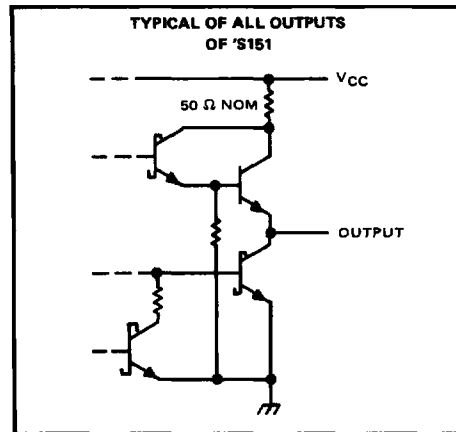 TYPICAL OF ALL OUTPUTS
OF 'S151
VCC
50 Ω NOM
OUTPUT